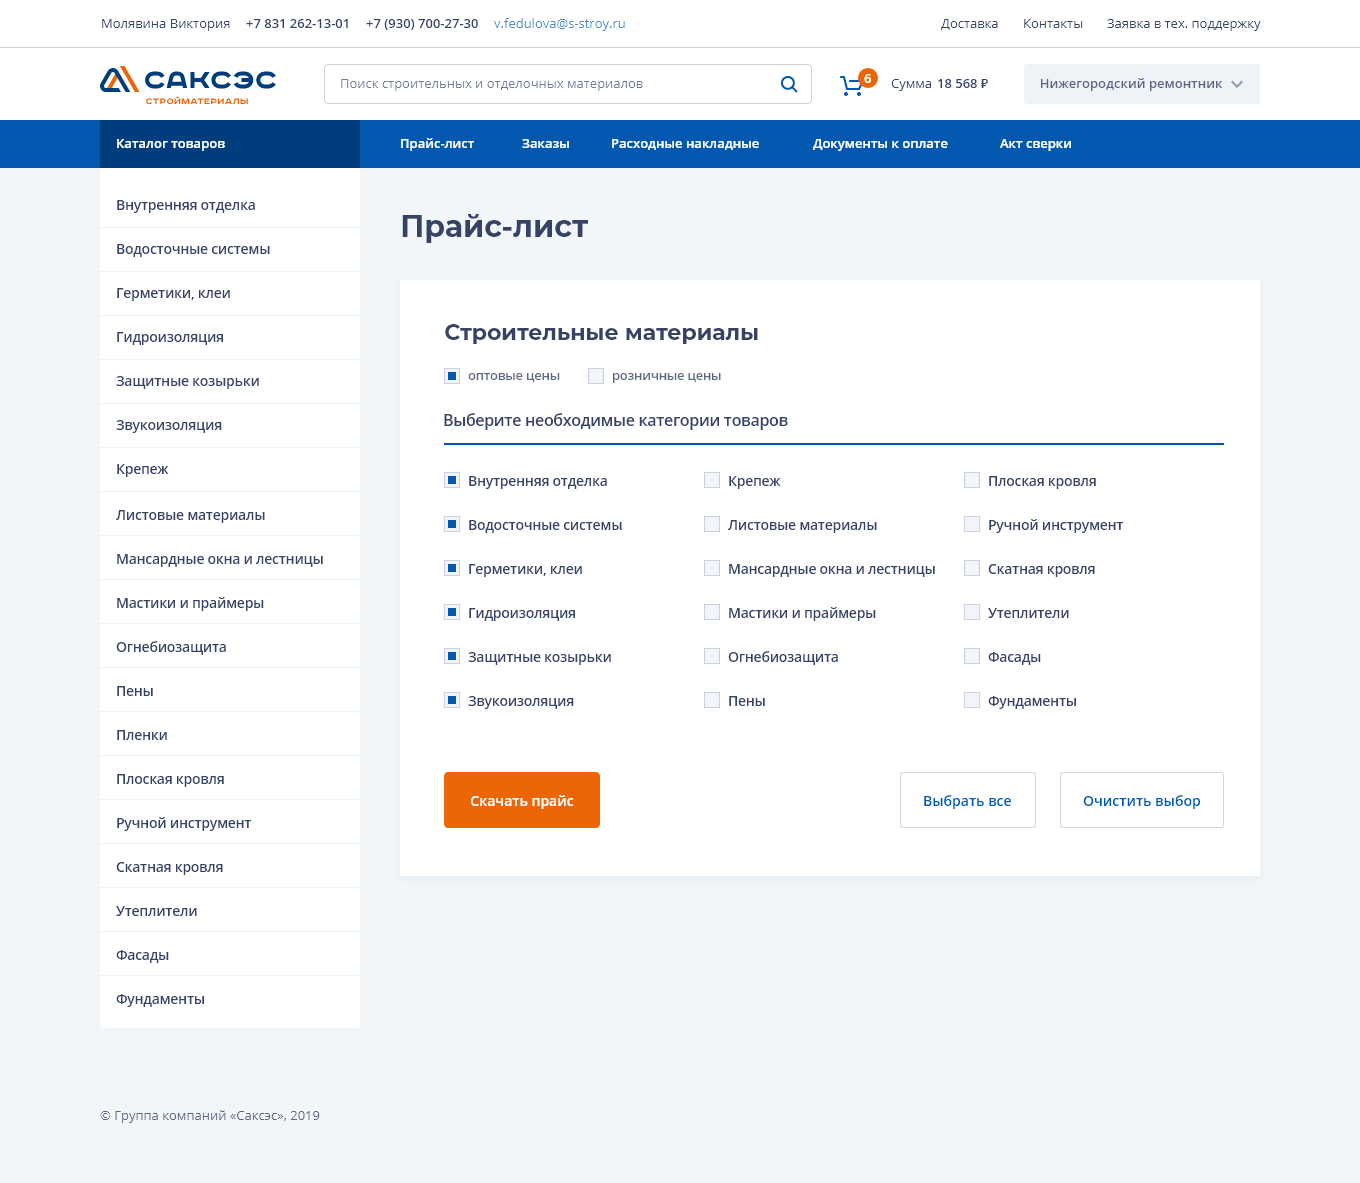 Молявина Виктория +7 831 262-13-01 +7 (930) 700-27-30 v.fedulova@s-stroy.ru Доставка Контакты Заявка в тех. поддержку
САКСЭС
СТРОЙМАТЕРИАЛЫ
Поиск строительных и отделочных материалов
6
Сумма 18 568 ₽
Нижегородский ремонтник
Каталог товаров Прайс-лист Заказы Расходные накладные Документы к оплате Акт сверки
Внутренняя отделка
Водосточные системы
Герметики, клеи
Гидроизоляция
Защитные козырьки
Звукоизоляция
Крепеж
Листовые материалы
Мансардные окна и лестницы
Мастики и праймеры
Огнебиозащита
Пены
Пленки
Плоская кровля
Ручной инструмент
Скатная кровля
Утеплители
Фасады
Фундаменты
Прайс-лист
Строительные материалы
оптовые цены розничные цены
Выберите необходимые категории товаров
Внутренняя отделка Крепеж Плоская кровля
Водосточные системы Листовые материалы Ручной инструмент
Герметики, клеи Мансардные окна и лестницы Скатная кровля
Гидроизоляция Мастики и праймеры Утеплители
Защитные козырьки Огнебиозащита Фасады
Звукоизоляция Пены Фундаменты
Скачать прайс Выбрать все Очистить выбор
© Группа компаний «Саксэс», 2019